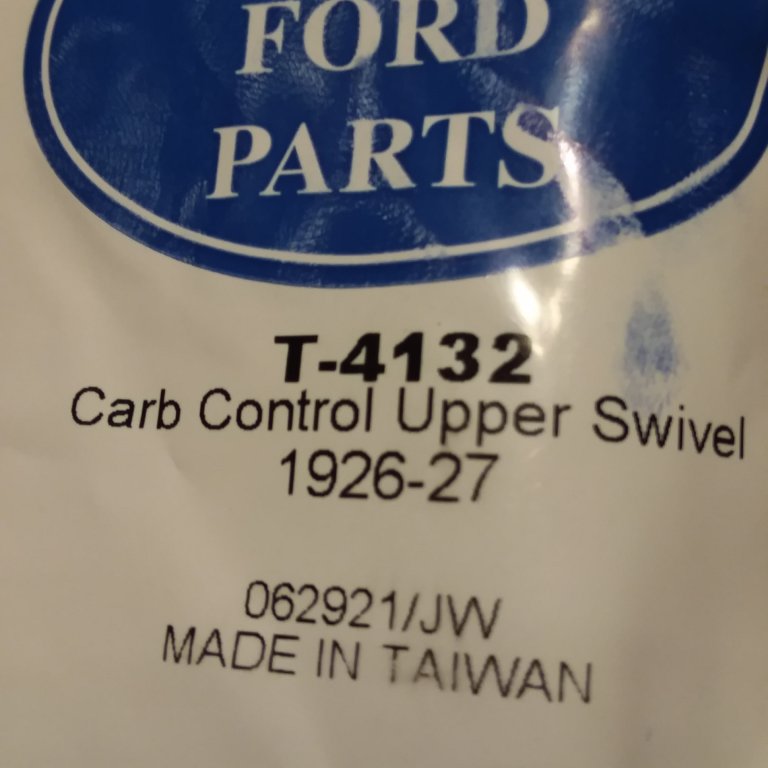 FORD
PARTS
T-4132
Carb Control Upper Swivel
1926-27
062921/JW
MADE IN TAIWAN